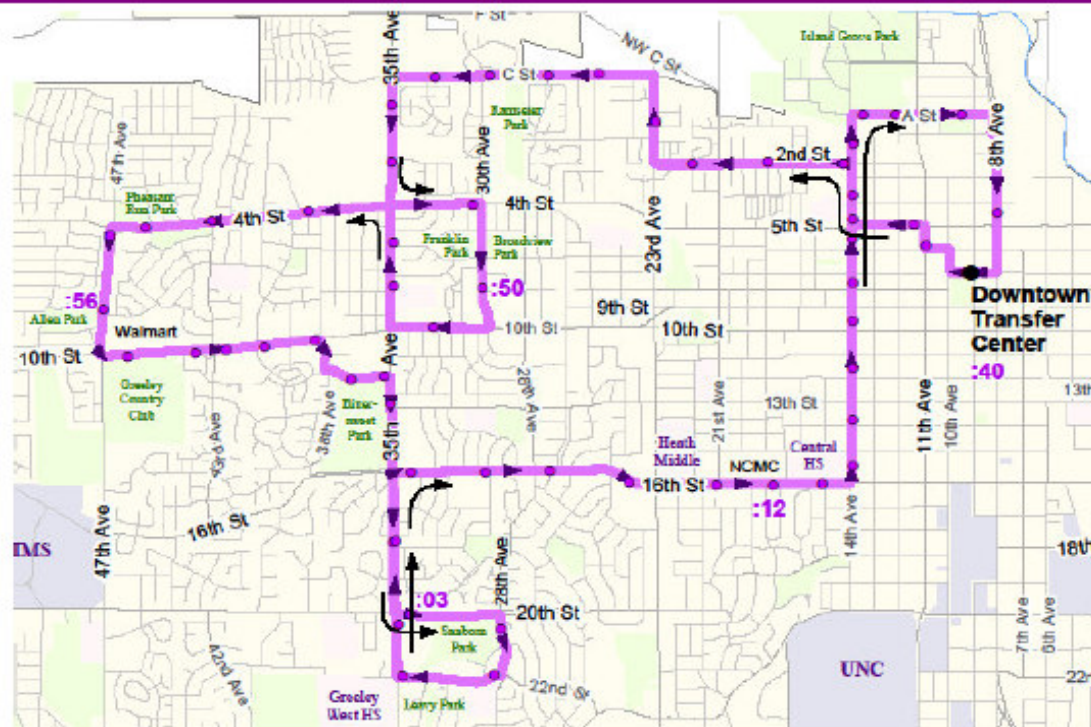 F St
35th Ave
C St
NW C St
Island Grove Park
Ramseier
Park
A St
47th Ave
30th Ave
8th Ave
2nd St
Pheasant
Run Park
4th St
4th St
Franklin
Park
Broadview
Park
23rd Ave
5th St
:56
Allen Park
:50
9th St
Downtown
Transfer
Center
:40
Walmart
10th St
10th St
10th St
Greeley
Country
Club
35th Ave
38th Ave
Bitter-
sweet
Park
28th Ave
43rd Ave
21st Ave
13th St
13th
11th Ave
10th Ave
Heath
Middle
NCMC
Central
HS
16th St
16th St
:12
14th Ave
IMS
47th Ave
28th Ave
18th
:03
20th St
Sanborn
Park
42nd Ave
22nd St
Greeley
West HS
Leavy Park
UNC
7th Ave
6th Ave
22